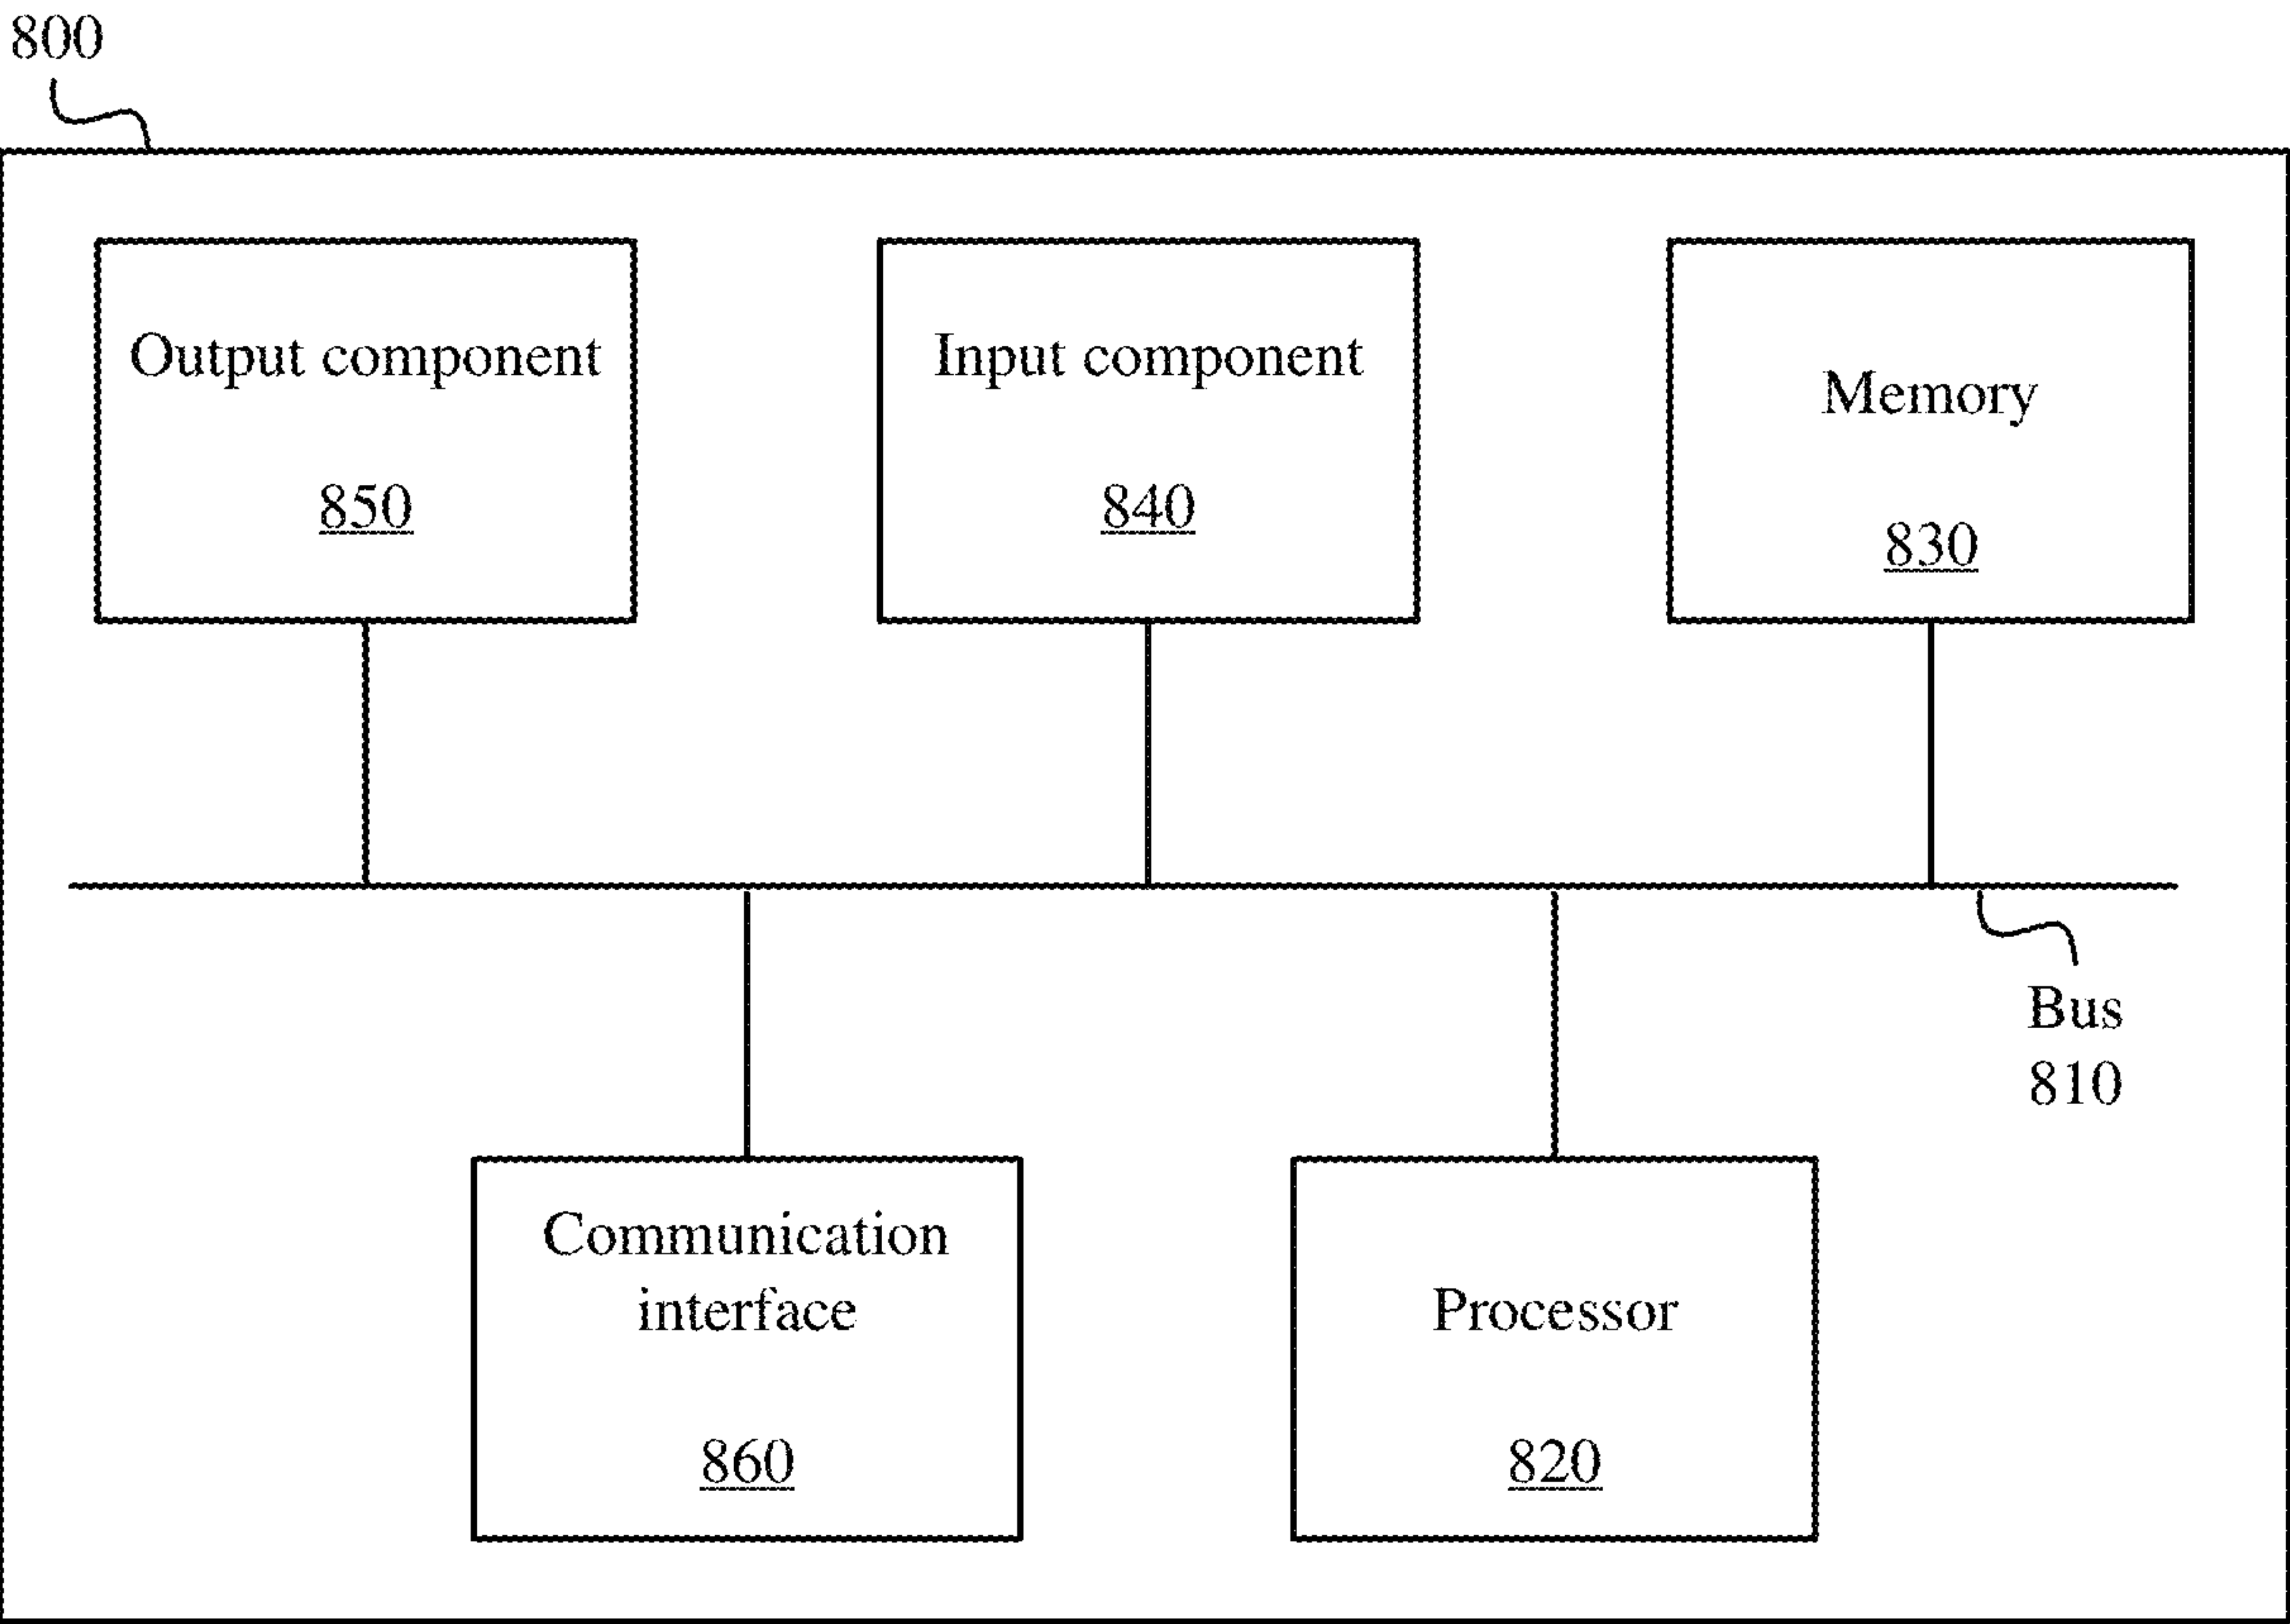 800
Output component
850
Input component
840
Memory
830
Bus
810
Communication
interface
860
Processor
820